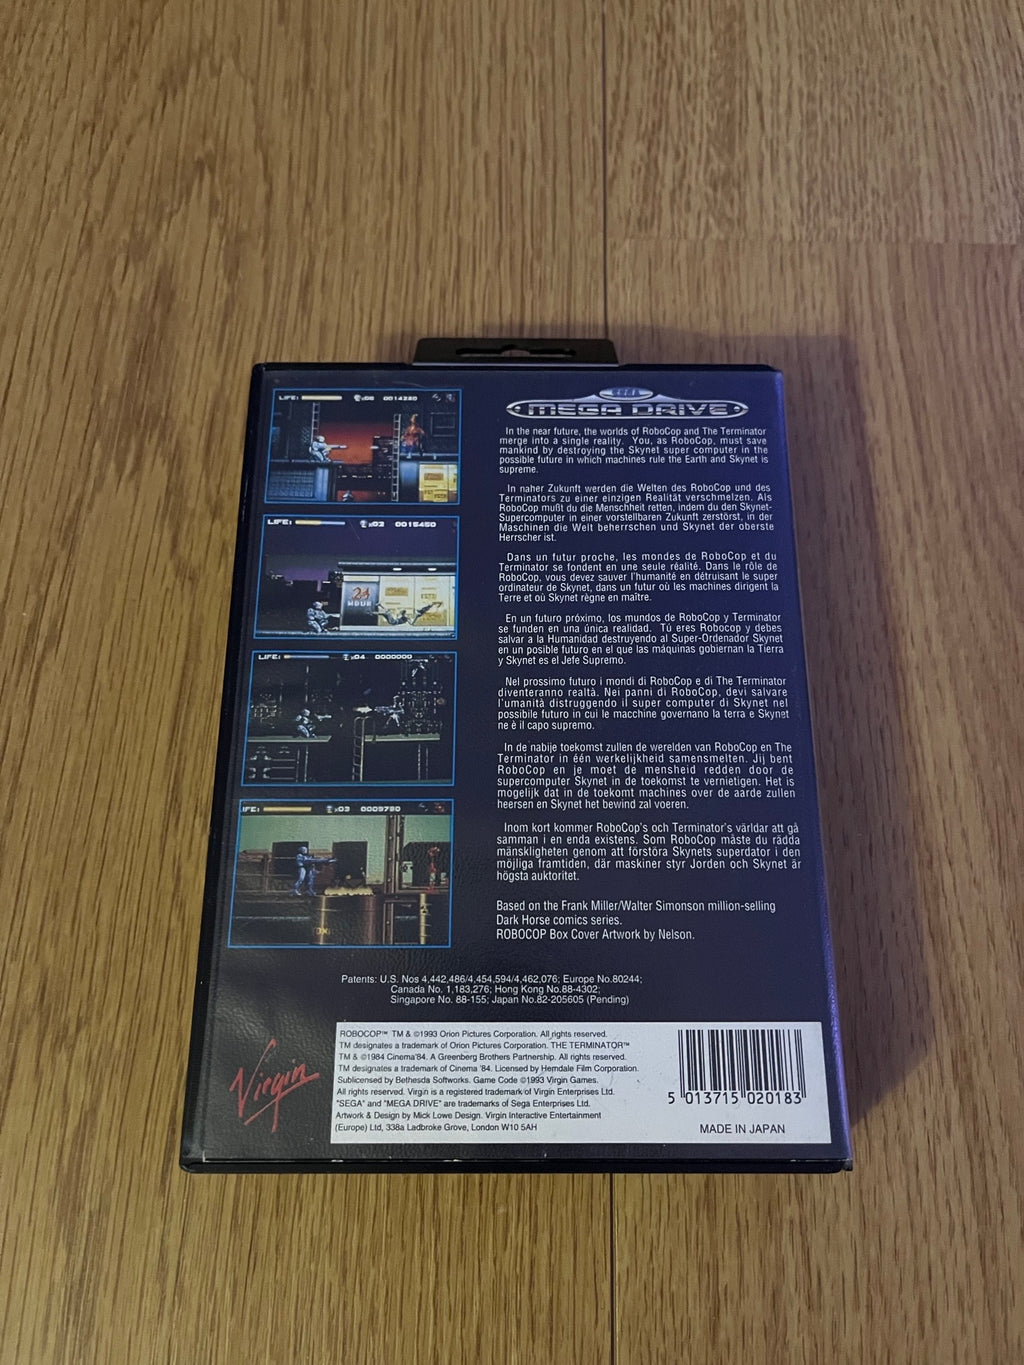 LIFE: x05 0014250
LIFE: x02 0015450
24
HOUR
LIFE: x04 0000000
IFE: x03 0005750
SEGA
MEGA DRIVE
In the near future, the worlds of RoboCop and The Terminator
merge into a single reality. You, as RoboCop, must save
mankind by destroying the Skynet super computer in the
possible future in which machines rule the Earth and Skynet is
supreme.
In naher Zukunft werden die Welten des RoboCop und des
Terminators zu einer einzigen Realität verschmelzen. Als
RoboCop mußt du die Menschheit retten, indem du den Skynet-
Supercomputer in einer vorstellbaren Zukunft zerstörst, in der
Maschinen die Welt beherrschen und Skynet der oberste
Herrscher ist.
Dans un futur proche, les mondes de RoboCop et du
Terminator se fondent en une seule réalité. Dans le rôle de
RoboCop, vous devez sauver l'humanité en détruisant le super
ordinateur de Skynet, dans un futur où les machines dirigent la
Terre et où Skynet règne en maître.
En un futuro próximo, los mundos de RoboCop y Terminator
se funden en una única realidad. Tú eres Robocop y debes
salvar a la Humanidad destruyendo al Super-Ordenador Skynet
en un posible futuro en el que las máquinas gobiernan la Tierra
y Skynet es el Jefe Supremo.
Nel prossimo futuro i mondi di RoboCop e di The Terminator
diventeranno realtà. Nei panni di RoboCop, devi salvare
l'umanità distruggendo il super computer di Skynet nel
possibile futuro in cui le macchine governano la terra e Skynet
ne è il capo supremo.
In de nabije toekomst zullen de werelden van RoboCop en The
Terminator in één werkelijkheid samensmelten. Jij bent
RoboCop en je moet de mensheid redden door de
supercomputer Skynet in de toekomst te vernietigen. Het is
mogelijk dat in de toekomt machines over de aarde zullen
heersen en Skynet het bewind zal voeren.
Inom kort kommer RoboCop's och Terminator's världar att gå
samman i en enda existens. Som RoboCop måste du rädda
mänskligheten genom att förstöra Skynets superdator i den
möjliga framtiden, där maskiner styr Jorden och Skynet är
högsta auktoritet.
Based on the Frank Miller/Walter Simonson million-selling
Dark Horse comics series.
ROBOCOP Box Cover Artwork by Nelson.
Patents: U.S. Nos 4,442,486/4,454,594/4,462,076; Europe No.80244;
Canada No. 1,183,276; Hong Kong No.88-4302;
Singapore No. 88-155; Japan No.82-205605 (Pending)
Virgin
ROBOCOP™ TM & ©1993 Orion Pictures Corporation. All rights reserved.
TM designates a trademark of Orion Pictures Corporation. THE TERMINATOR™
TM & ©1984 Cinema'84. A Greenberg Brothers Partnership. All rights reserved.
TM designates a trademark of Cinema '84. Licensed by Hemdale Film Corporation.
Sublicensed by Bethesda Softworks. Game Code ©1993 Virgin Games.
All rights reserved. Virgin is a registered trademark of Virgin Enterprises Ltd.
"SEGA" and "MEGA DRIVE" are trademarks of Sega Enterprises Ltd.
Artwork & Design by Mick Lowe Design. Virgin Interactive Entertainment
(Europe) Ltd, 338a Ladbroke Grove, London W10 5AH
5 013715 020183
MADE IN JAPAN